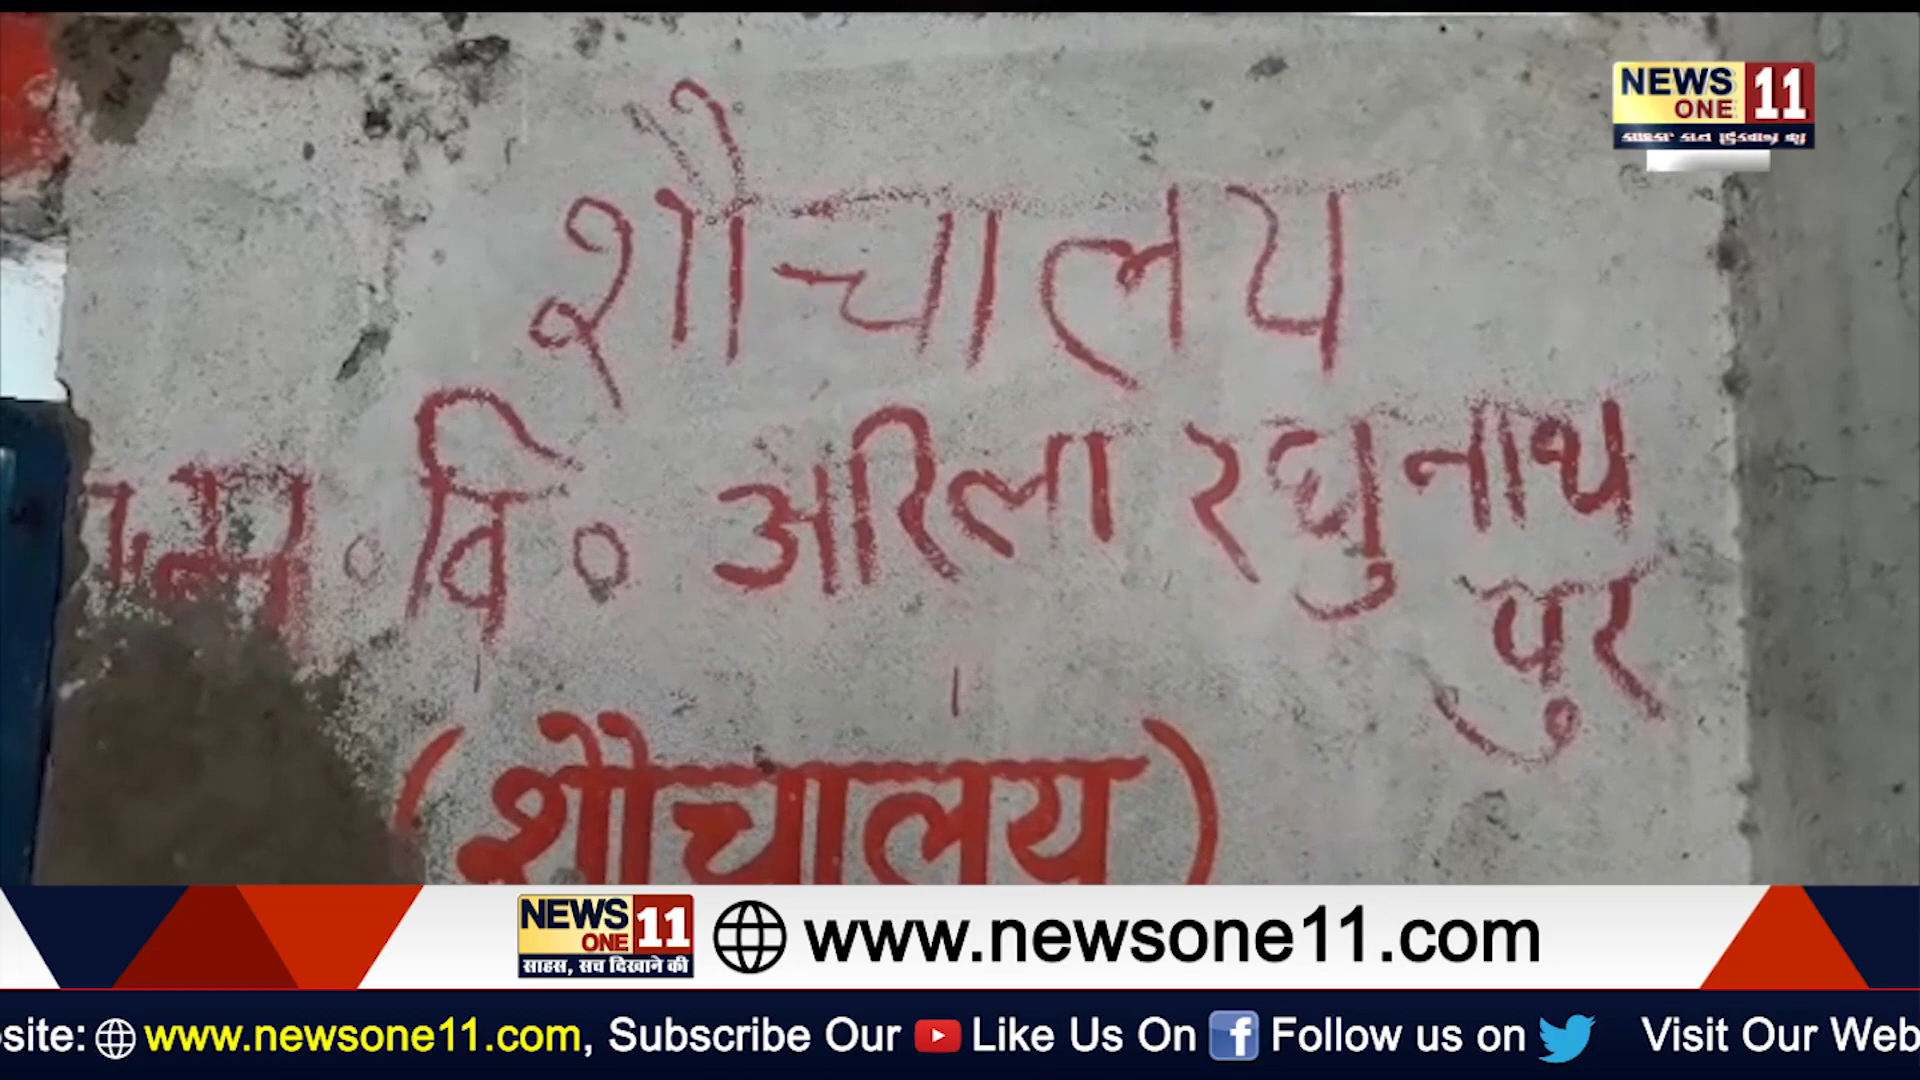 NEWS
ONE 11
शौचालय
वि० अरिला रघुनाथ
पुर
(शौचालय)
NEWS
ONE 11
साहस, सच दिखाने की
www.newsone11.com
site: www.newsone11.com, Subscribe Our Like Us On Follow us on Visit Our Web